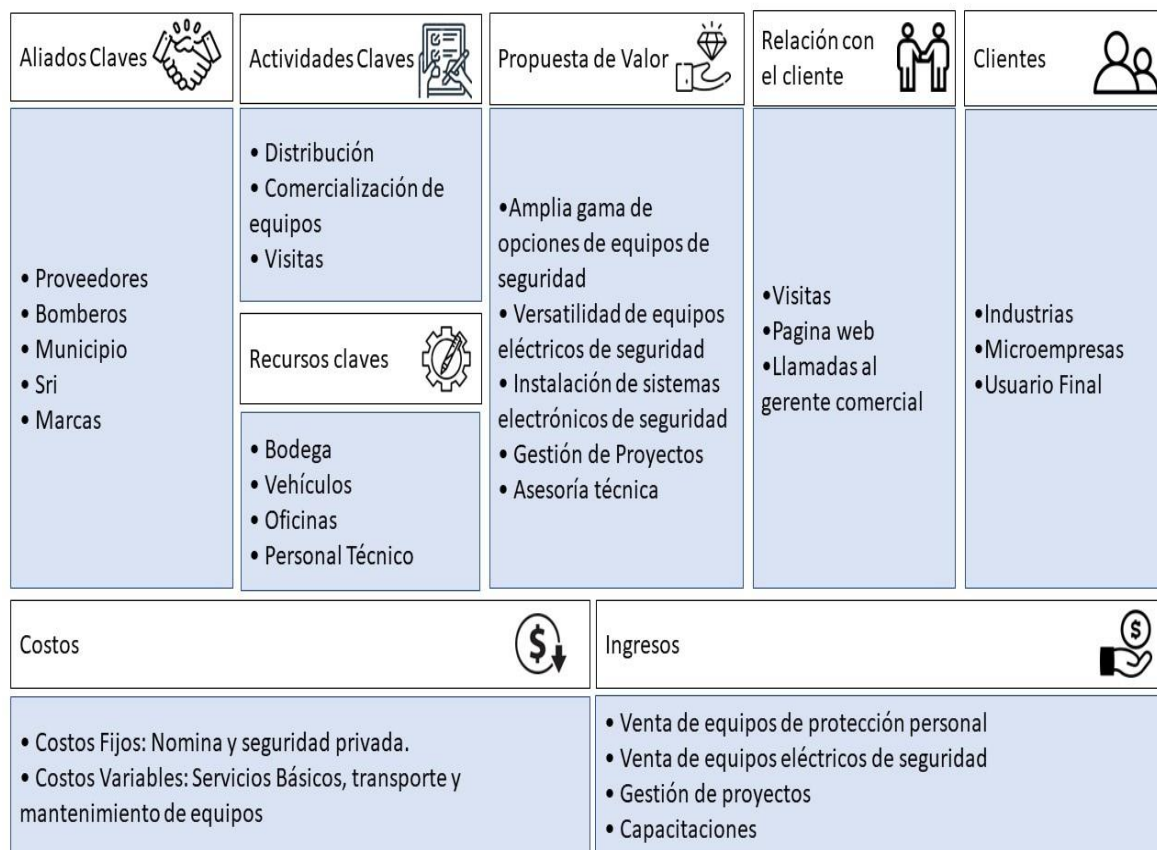 Aliados Claves
• Proveedores
• Bomberos
• Municipio
• Sri
• Marcas
Actividades Claves
• Distribución
• Comercialización de
equipos
• Visitas
Recursos claves
• Bodega
• Vehículos
• Oficinas
• Personal Técnico
Propuesta de Valor
•Amplia gama de
opciones de equipos de
seguridad
• Versatilidad de equipos
eléctricos de seguridad
• Instalación de sistemas
electrónicos de seguridad
• Gestión de Proyectos
• Asesoría técnica
Relación con
el cliente
•Visitas
•Pagina web
•Llamadas al
gerente comercial
Clientes
•Industrias
•Microempresas
•Usuario Final
Costos
$
• Costos Fijos: Nomina y seguridad privada.
• Costos Variables: Servicios Básicos, transporte y
mantenimiento de equipos
Ingresos
$
• Venta de equipos de protección personal
• Venta de equipos eléctricos de seguridad
• Gestión de proyectos
• Capacitaciones